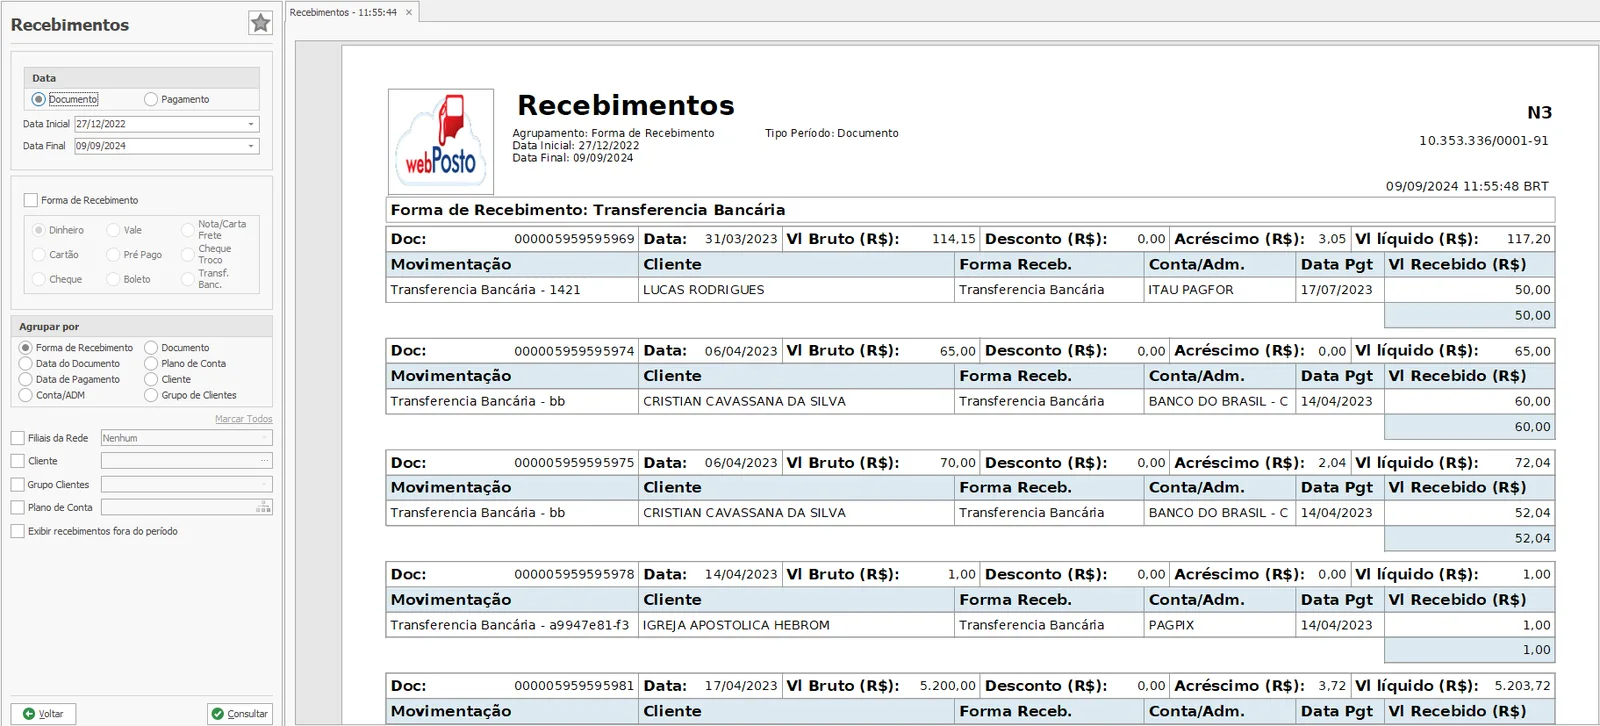 Recebimentos
Data
Documento Pagamento
Data Inicial 27/12/2022
Data Final 09/09/2024
Forma de Recebimento
Dinheiro Vale Nota/Carta Frete
Cartão Pré Pago Cheque Troco
Cheque Boleto Transf. Banc.
Agrupar por
Forma de Recebimento Documento
Data do Documento Plano de Conta
Data de Pagamento Cliente
Conta/ADM Grupo de Clientes
Marcar Todos
Filiais da Rede Nenhum
Cliente
Grupo Clientes
Plano de Conta
Exibir recebimentos fora do período
Voltar Consultar
Recebimentos - 11:55:44
webPosto
Recebimentos
N3
Agrupamento: Forma de Recebimento Tipo Período: Documento
10.353.336/0001-91
Data Inicial: 27/12/2022
Data Final: 09/09/2024
09/09/2024 11:55:48 BRT
Forma de Recebimento: Transferencia Bancária
Doc: 000005959595969 Data: 31/03/2023 Vl Bruto (R$): 114,15 Desconto (R$): 0,00 Acréscimo (R$): 3,05 Vl líquido (R$): 117,20
Movimentação Cliente Forma Receb. Conta/Adm. Data Pgt Vl Recebido (R$)
Transferencia Bancária - 1421 LUCAS RODRIGUES Transferencia Bancária ITAU PAGFOR 17/07/2023 50,00
50,00
Doc: 000005959595974 Data: 06/04/2023 Vl Bruto (R$): 65,00 Desconto (R$): 0,00 Acréscimo (R$): 0,00 Vl líquido (R$): 65,00
Movimentação Cliente Forma Receb. Conta/Adm. Data Pgt Vl Recebido (R$)
Transferencia Bancária - bb CRISTIAN CAVASSANA DA SILVA Transferencia Bancária BANCO DO BRASIL - C 14/04/2023 60,00
60,00
Doc: 000005959595975 Data: 06/04/2023 Vl Bruto (R$): 70,00 Desconto (R$): 0,00 Acréscimo (R$): 2,04 Vl líquido (R$): 72,04
Movimentação Cliente Forma Receb. Conta/Adm. Data Pgt Vl Recebido (R$)
Transferencia Bancária - bb CRISTIAN CAVASSANA DA SILVA Transferencia Bancária BANCO DO BRASIL - C 14/04/2023 52,04
52,04
Doc: 000005959595978 Data: 14/04/2023 Vl Bruto (R$): 1,00 Desconto (R$): 0,00 Acréscimo (R$): 0,00 Vl líquido (R$): 1,00
Movimentação Cliente Forma Receb. Conta/Adm. Data Pgt Vl Recebido (R$)
Transferencia Bancária - a9947e81-f3 IGREJA APOSTOLICA HEBROM Transferencia Bancária PAGPIX 14/04/2023 1,00
1,00
Doc: 000005959595981 Data: 17/04/2023 Vl Bruto (R$): 5.200,00 Desconto (R$): 0,00 Acréscimo (R$): 3,72 Vl líquido (R$): 5.203,72
Movimentação Cliente Forma Receb. Conta/Adm. Data Pgt Vl Recebido (R$)